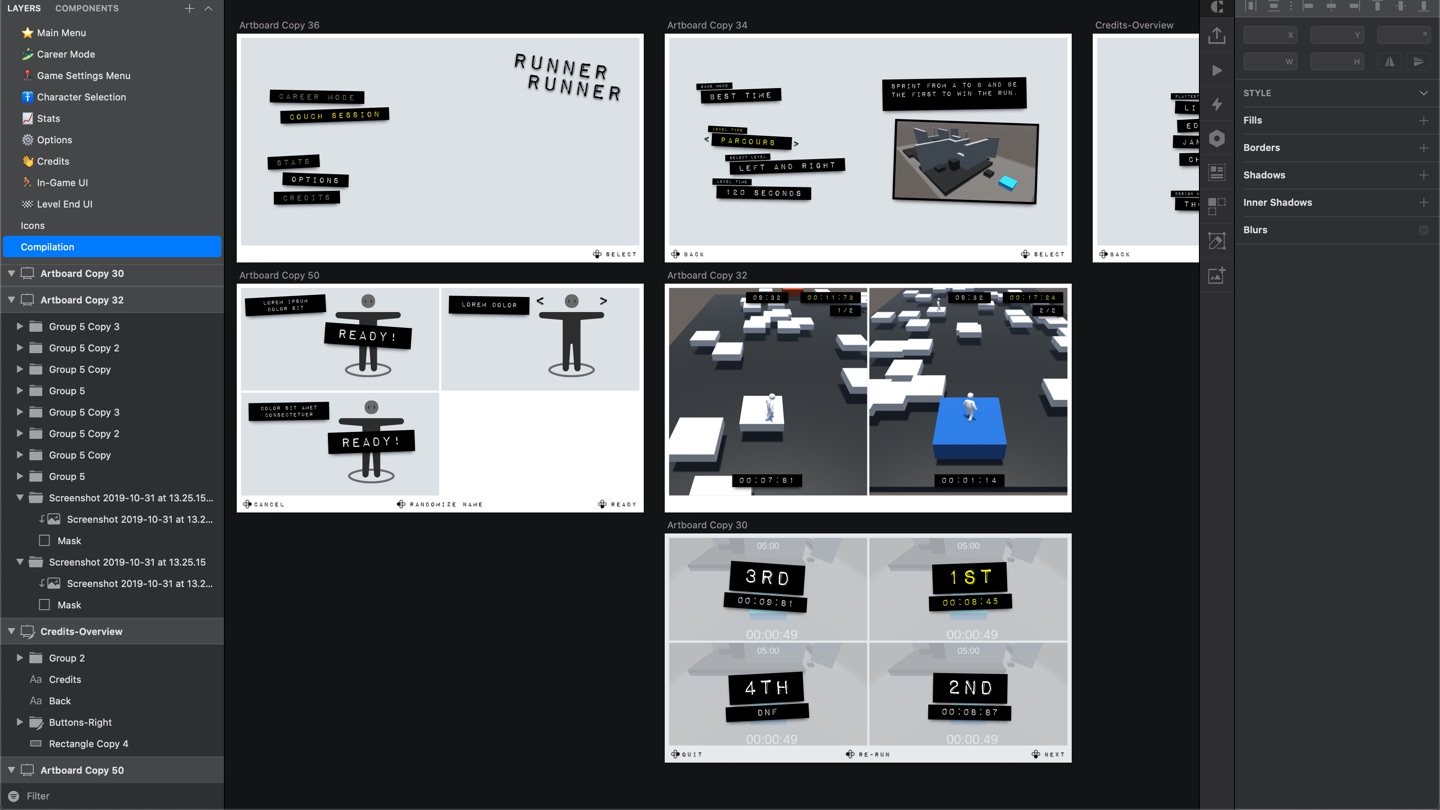 LAYERS
COMPONENTS
Main Menu
Career Mode
Game Settings Menu
Character Selection
Stats
Options
Credits
In-Game UI
Level End UI
Icons
Compilation
Artboard Copy 30
Artboard Copy 32
Group 5 Copy 3
Group 5 Copy 2
Group 5 Copy
Group 5
Group 5 Copy 3
Group 5 Copy 2
Group 5 Copy
Group 5
Screenshot 2019-10-31 at 13.25.15...
Screenshot 2019-10-31 at 13.2...
Mask
Screenshot 2019-10-31 at 13.25.15
Screenshot 2019-10-31 at 13.2...
Mask
Credits-Overview
Group 2
Aa Credits
Aa Back
Buttons-Right
Rectangle Copy 4
Artboard Copy 50
Filter
Artboard Copy 36
RUNNER
RUNNER
CAREER MODE
COUCH SESSION
STATS
OPTIONS
CREDITS
SELECT
Artboard Copy 34
GAME MODE
BEST TIME
LEVEL TYPE
< PARCOURS >
SELECT LEVEL
LEFT AND RIGHT
LEVEL TIME
120 SECONDS
SPRINT FROM A TO B AND BE
THE FIRST TO WIN THE RUN.
BACK
SELECT
Credits-Overview
LI
ED
JAN
CH
TH
BACK
Artboard Copy 50
LOREM IPSUM
DOLOR SIT
READY!
LOREM DOLOR
< >
DOLOR SIT AMET
CONSECTETUER
READY!
CANCEL
RANDOMIZE NAME
READY
Artboard Copy 32
09:32
00:11:73
1/2
00:07:81
09:32
00:17:24
2/2
00:01:14
Artboard Copy 30
05:00
3RD
00:09:81
00:00:49
05:00
1ST
00:08:45
00:00:49
05:00
4TH
DNF
00:00:49
05:00
2ND
00:08:87
00:00:49
QUIT
RE-RUN
NEXT
X
Y
°
W
H
STYLE
Fills
Borders
Shadows
Inner Shadows
Blurs